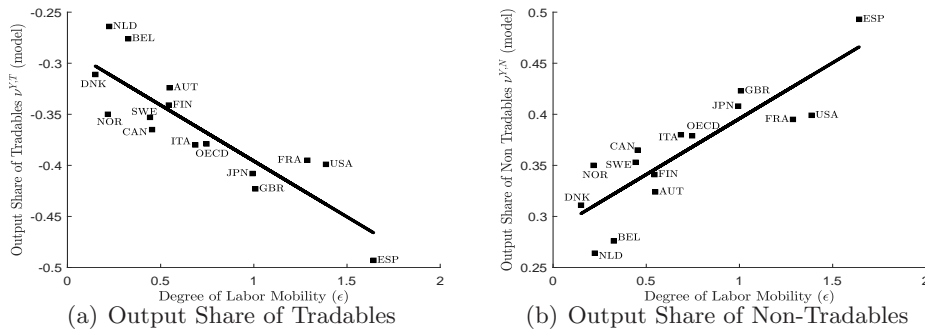 Output Share of Tradables ν^{Y,T} (model)
-0.25
-0.3
-0.35
-0.4
-0.45
-0.5
NLD
BEL
DNK
AUT
FIN
NOR
SWE
CAN
ITA
OECD
FRA
USA
JPN
GBR
ESP
0 0.5 1 1.5 2
Degree of Labor Mobility (ϵ)
(a) Output Share of Tradables
Output Share of Non Tradables ν^{Y,N} (model)
0.5
0.45
0.4
0.35
0.3
0.25
ESP
GBR
JPN
USA
FRA
ITA
OECD
CAN
SWE
NOR
FIN
AUT
DNK
BEL
NLD
0 0.5 1 1.5 2
Degree of Labor Mobility (ϵ)
(b) Output Share of Non-Tradables